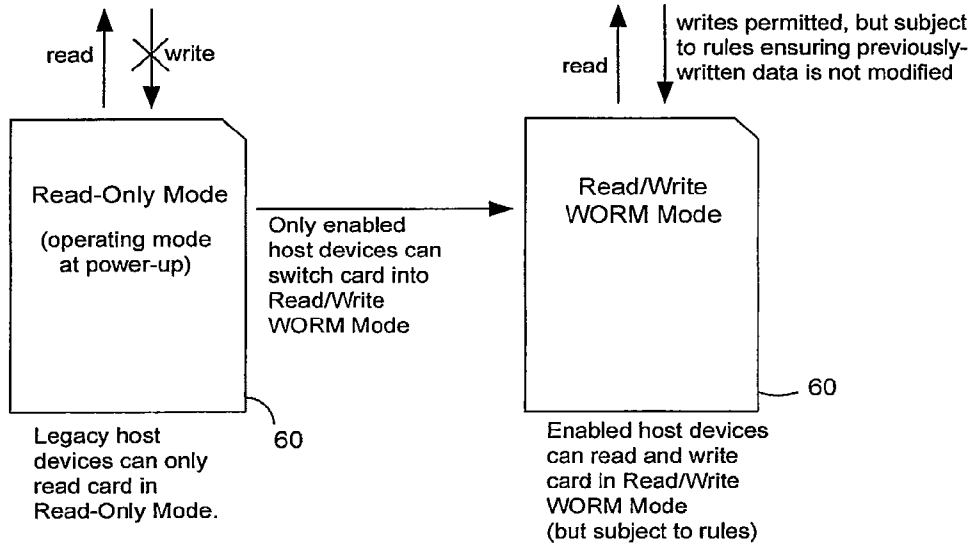 read
write
Read-Only Mode
(operating mode
at power-up)
60
Legacy host
devices can only
read card in
Read-Only Mode.
Only enabled
host devices can
switch card into
Read/Write
WORM Mode
read
writes permitted, but subject
to rules ensuring previously-
written data is not modified
Read/Write
WORM Mode
60
Enabled host devices
can read and write
card in Read/Write
WORM Mode
(but subject to rules)